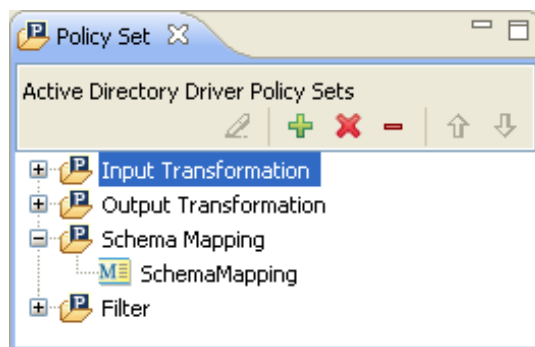 Policy Set
Active Directory Driver Policy Sets
Input Transformation
Output Transformation
Schema Mapping
SchemaMapping
Filter